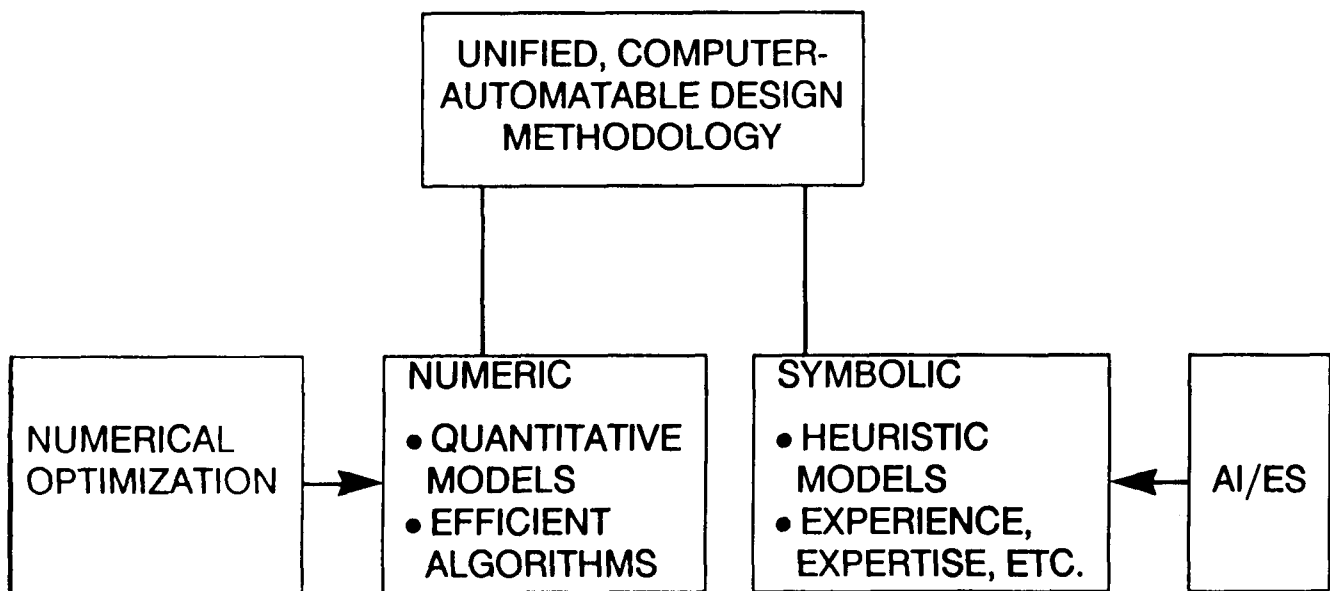 UNIFIED, COMPUTER-
AUTOMATABLE DESIGN
METHODOLOGY
NUMERICAL
OPTIMIZATION
NUMERIC
• QUANTITATIVE
MODELS
• EFFICIENT
ALGORITHMS
SYMBOLIC
• HEURISTIC
MODELS
• EXPERIENCE,
EXPERTISE, ETC.
AI/ES